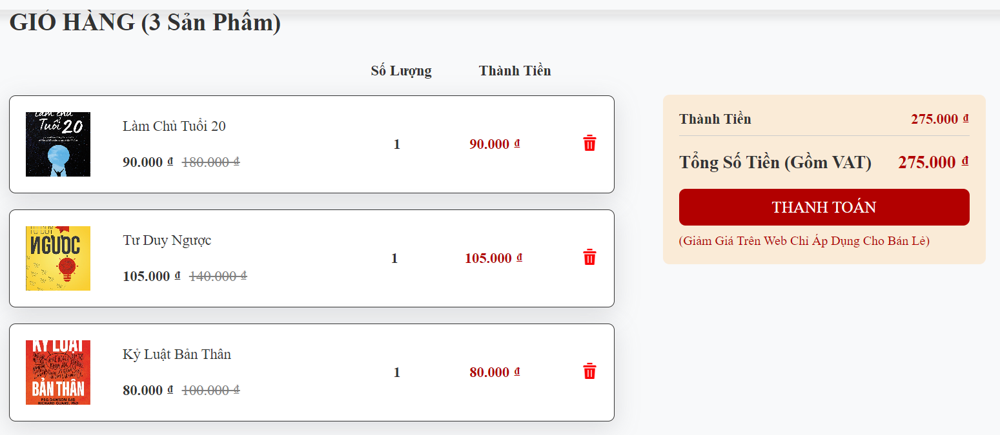 GIỎ HÀNG (3 Sản Phẩm)
Số Lượng Thành Tiền
Làm Chủ Tuổi 20
Làm Chủ Tuổi 20
90.000 đ 180.000 đ
1
90.000 đ
TƯ DUY
NGƯỢC
Tư Duy Ngược
105.000 đ 140.000 đ
1
105.000 đ
KỶ LUẬT
BẢN THÂN
PEG DAWSON EdD
RICHARD GUARE, PhD
Kỷ Luật Bản Thân
80.000 đ 100.000 đ
1
80.000 đ
Thành Tiền 275.000 đ
Tổng Số Tiền (Gồm VAT) 275.000 đ
THANH TOÁN
(Giảm Giá Trên Web Chỉ Áp Dụng Cho Bán Lẻ)